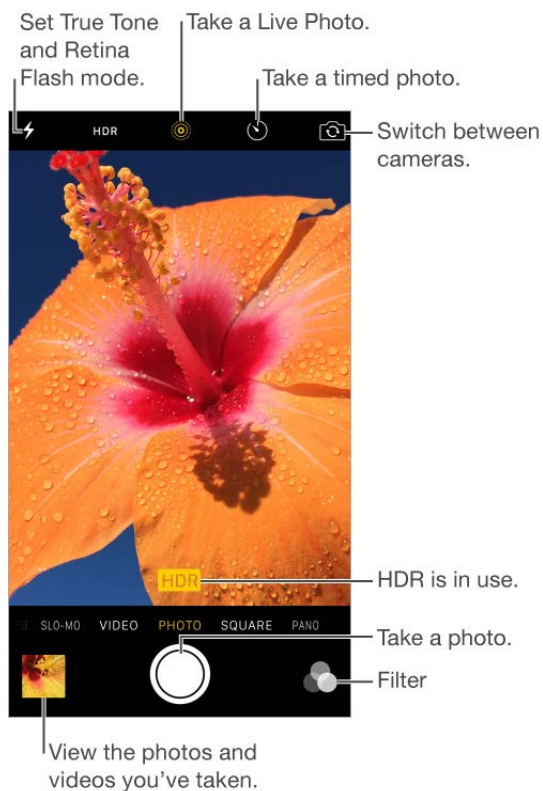 Set True Tone
and Retina
Flash mode.
Take a Live Photo.
Take a timed photo.
HDR
Switch between
cameras.
HDR
HDR is in use.
SLO-MO VIDEO PHOTO SQUARE PANO
Take a photo.
Filter
View the photos and
videos you've taken.